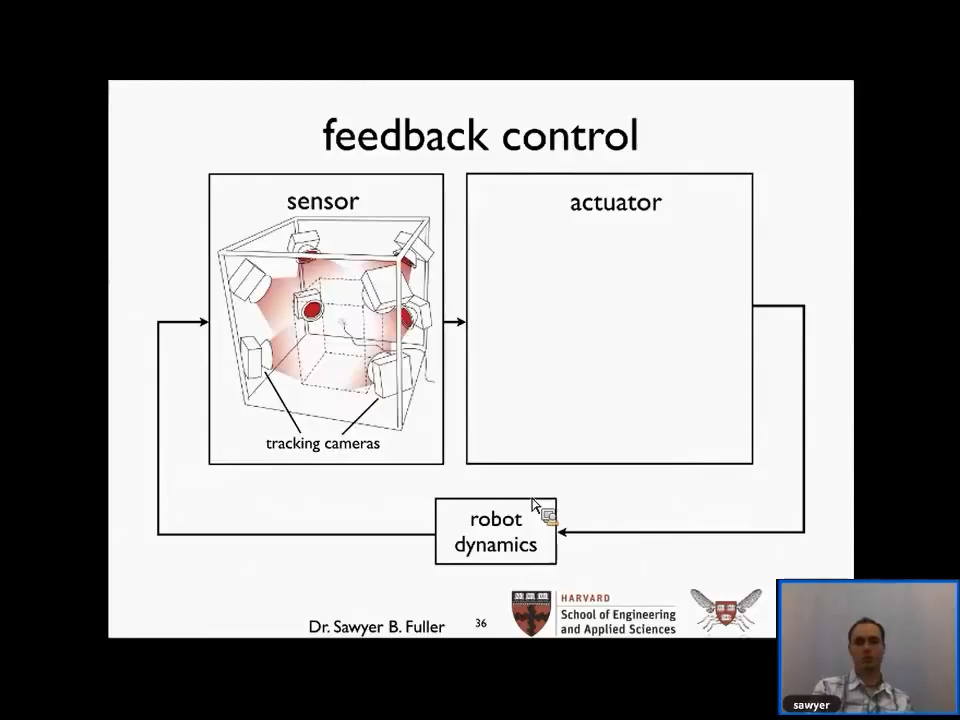 feedback control
sensor
actuator
tracking cameras
robot
dynamics
Dr. Sawyer B. Fuller
36
HARVARD
School of Engineering
and Applied Sciences
sawyer